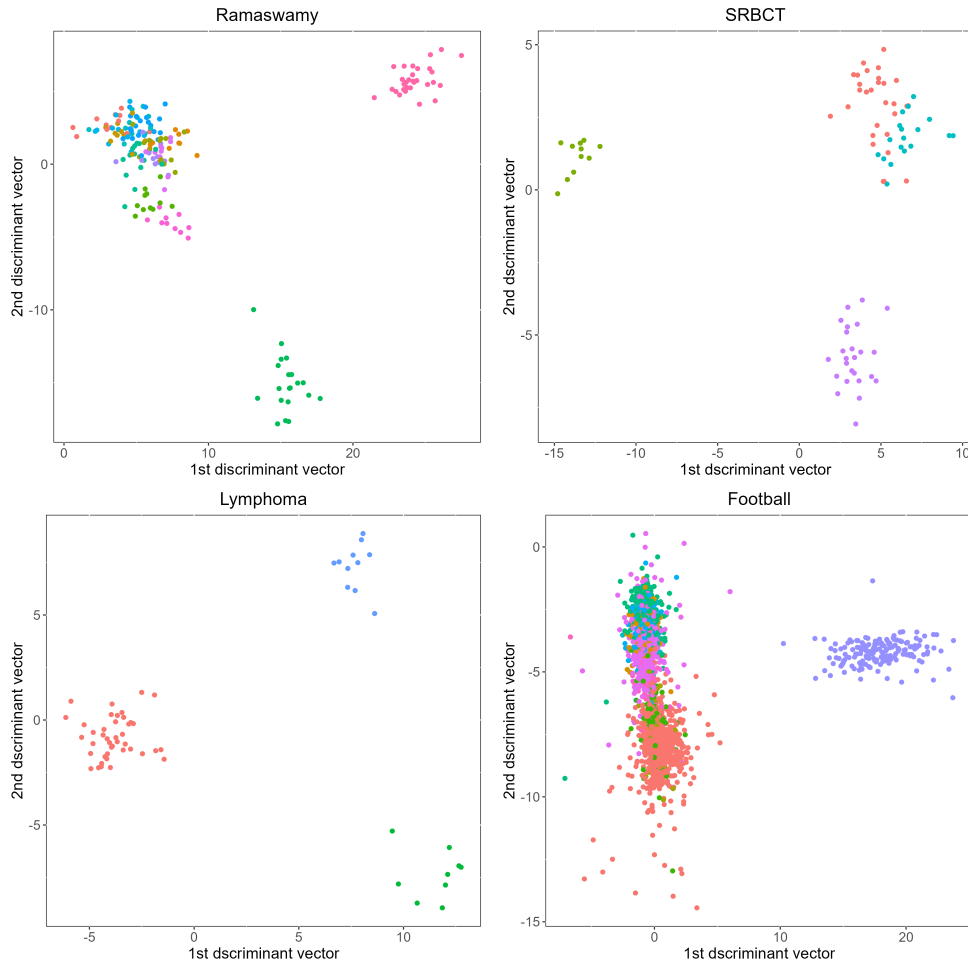 Ramaswamy
2nd discriminant vector
0
-10
0
10
20
1st dscriminant vector
SRBCT
2nd dscriminant vector
5
0
-5
-15
-10
-5
0
5
10
1st dscriminant vector
Lymphoma
2nd dscriminant vector
5
0
-5
-5
0
5
10
1st dscriminant vector
Football
2nd dscriminant vector
0
-5
-10
-15
0
10
20
1st dscriminant vector